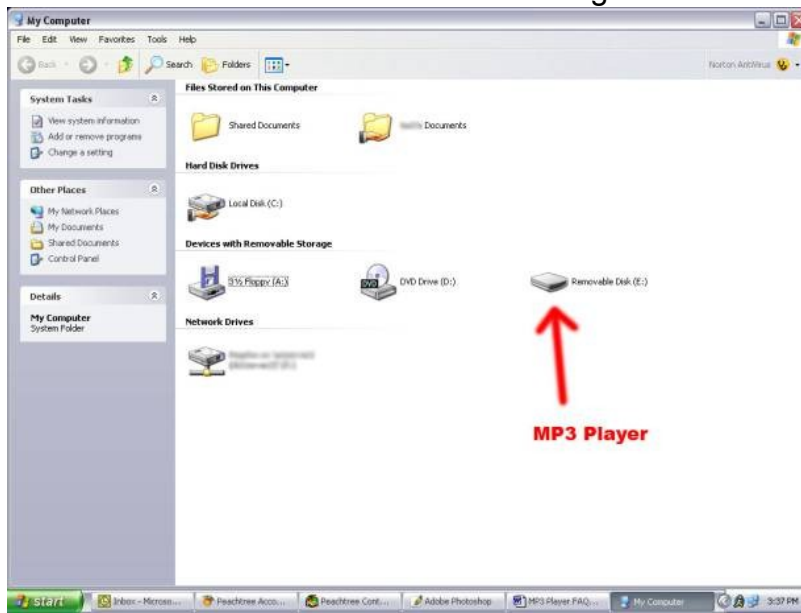 My Computer
File Edit View Favorites Tools Help
Back Search Folders Norton AntiVirus
System Tasks
View system information
Add or remove programs
Change a setting
Other Places
My Network Places
My Documents
Shared Documents
Control Panel
Details
My Computer
System Folder
Files Stored on This Computer
Shared Documents
Documents
Hard Disk Drives
Local Disk (C:)
Devices with Removable Storage
3½ Floppy (A:)
DVD Drive (D:)
Removable Disk (E:)
Network Drives
MP3 Player
start Inbox - Microso... Peachtree Acco... Peachtree Cont... Adobe Photoshop MP3 Player FAQ... My Computer 3:37 PM